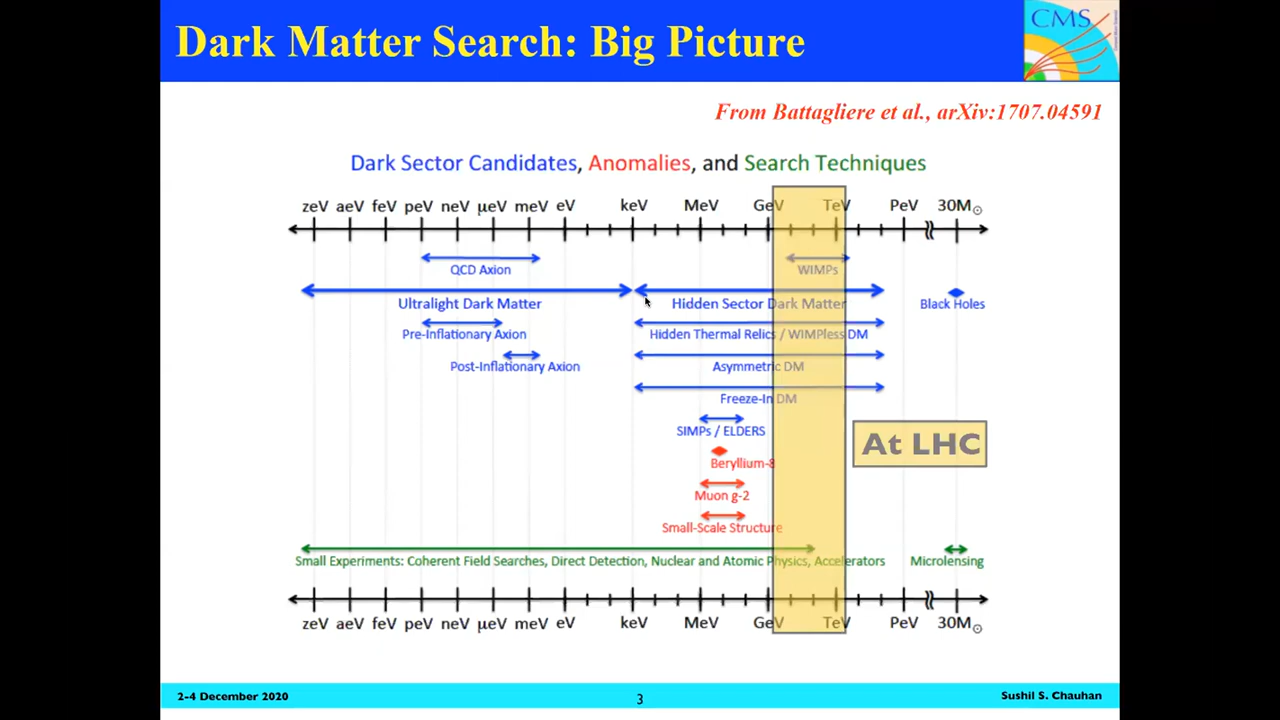 Dark Matter Search: Big Picture
CMS
From Battagliere et al., arXiv:1707.04591
Dark Sector Candidates, Anomalies, and Search Techniques
zeV aeV feV peV neV μeV meV eV keV MeV GeV TeV PeV 30M☉
QCD Axion
WIMPs
Ultralight Dark Matter
Hidden Sector Dark Matter
Black Holes
Pre-Inflationary Axion
Hidden Thermal Relics / WIMPless DM
Post-Inflationary Axion
Asymmetric DM
Freeze-In DM
SIMPs / ELDERS
At LHC
Beryllium-8
Muon g-2
Small-Scale Structure
Small Experiments: Coherent Field Searches, Direct Detection, Nuclear and Atomic Physics, Accelerators
Microlensing
zeV aeV feV peV neV μeV meV eV keV MeV GeV TeV PeV 30M☉
2-4 December 2020
3
Sushil S. Chauhan